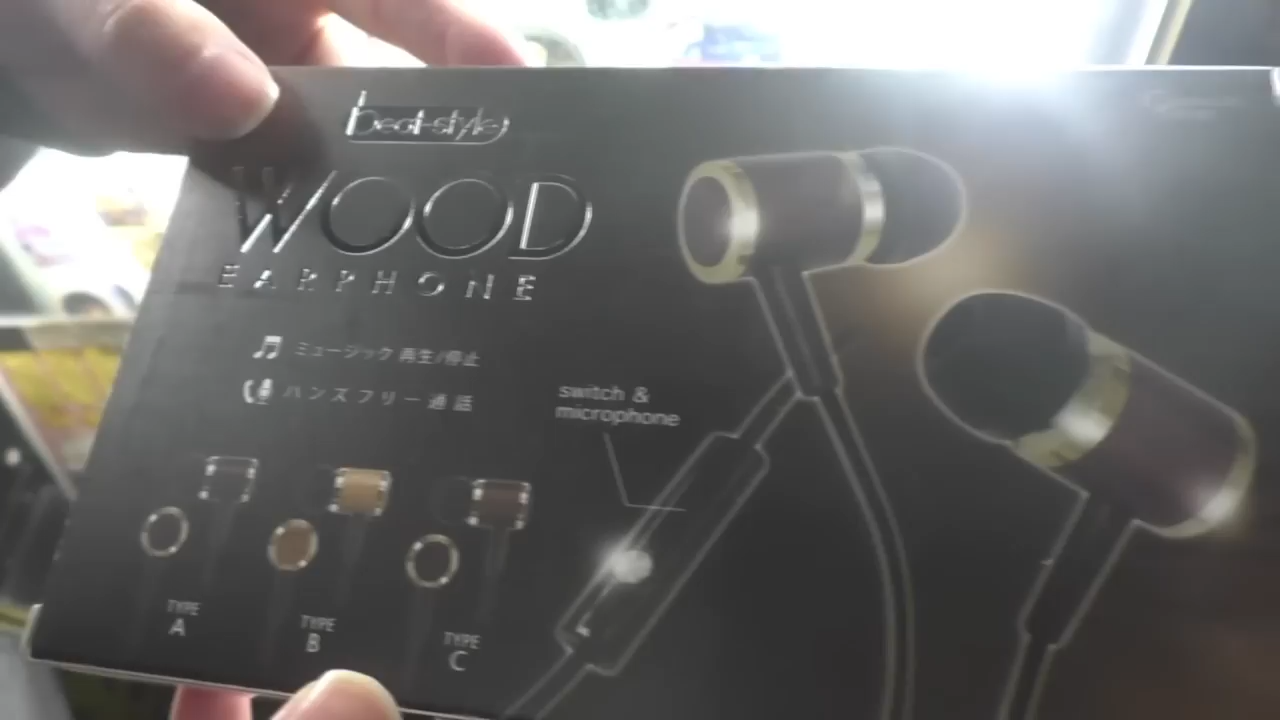 beat-style
WOOD
EARPHONE
ミュージック 再生/停止
ハンズフリー通話
switch &
microphone
TYPE
A
TYPE
B
TYPE
C